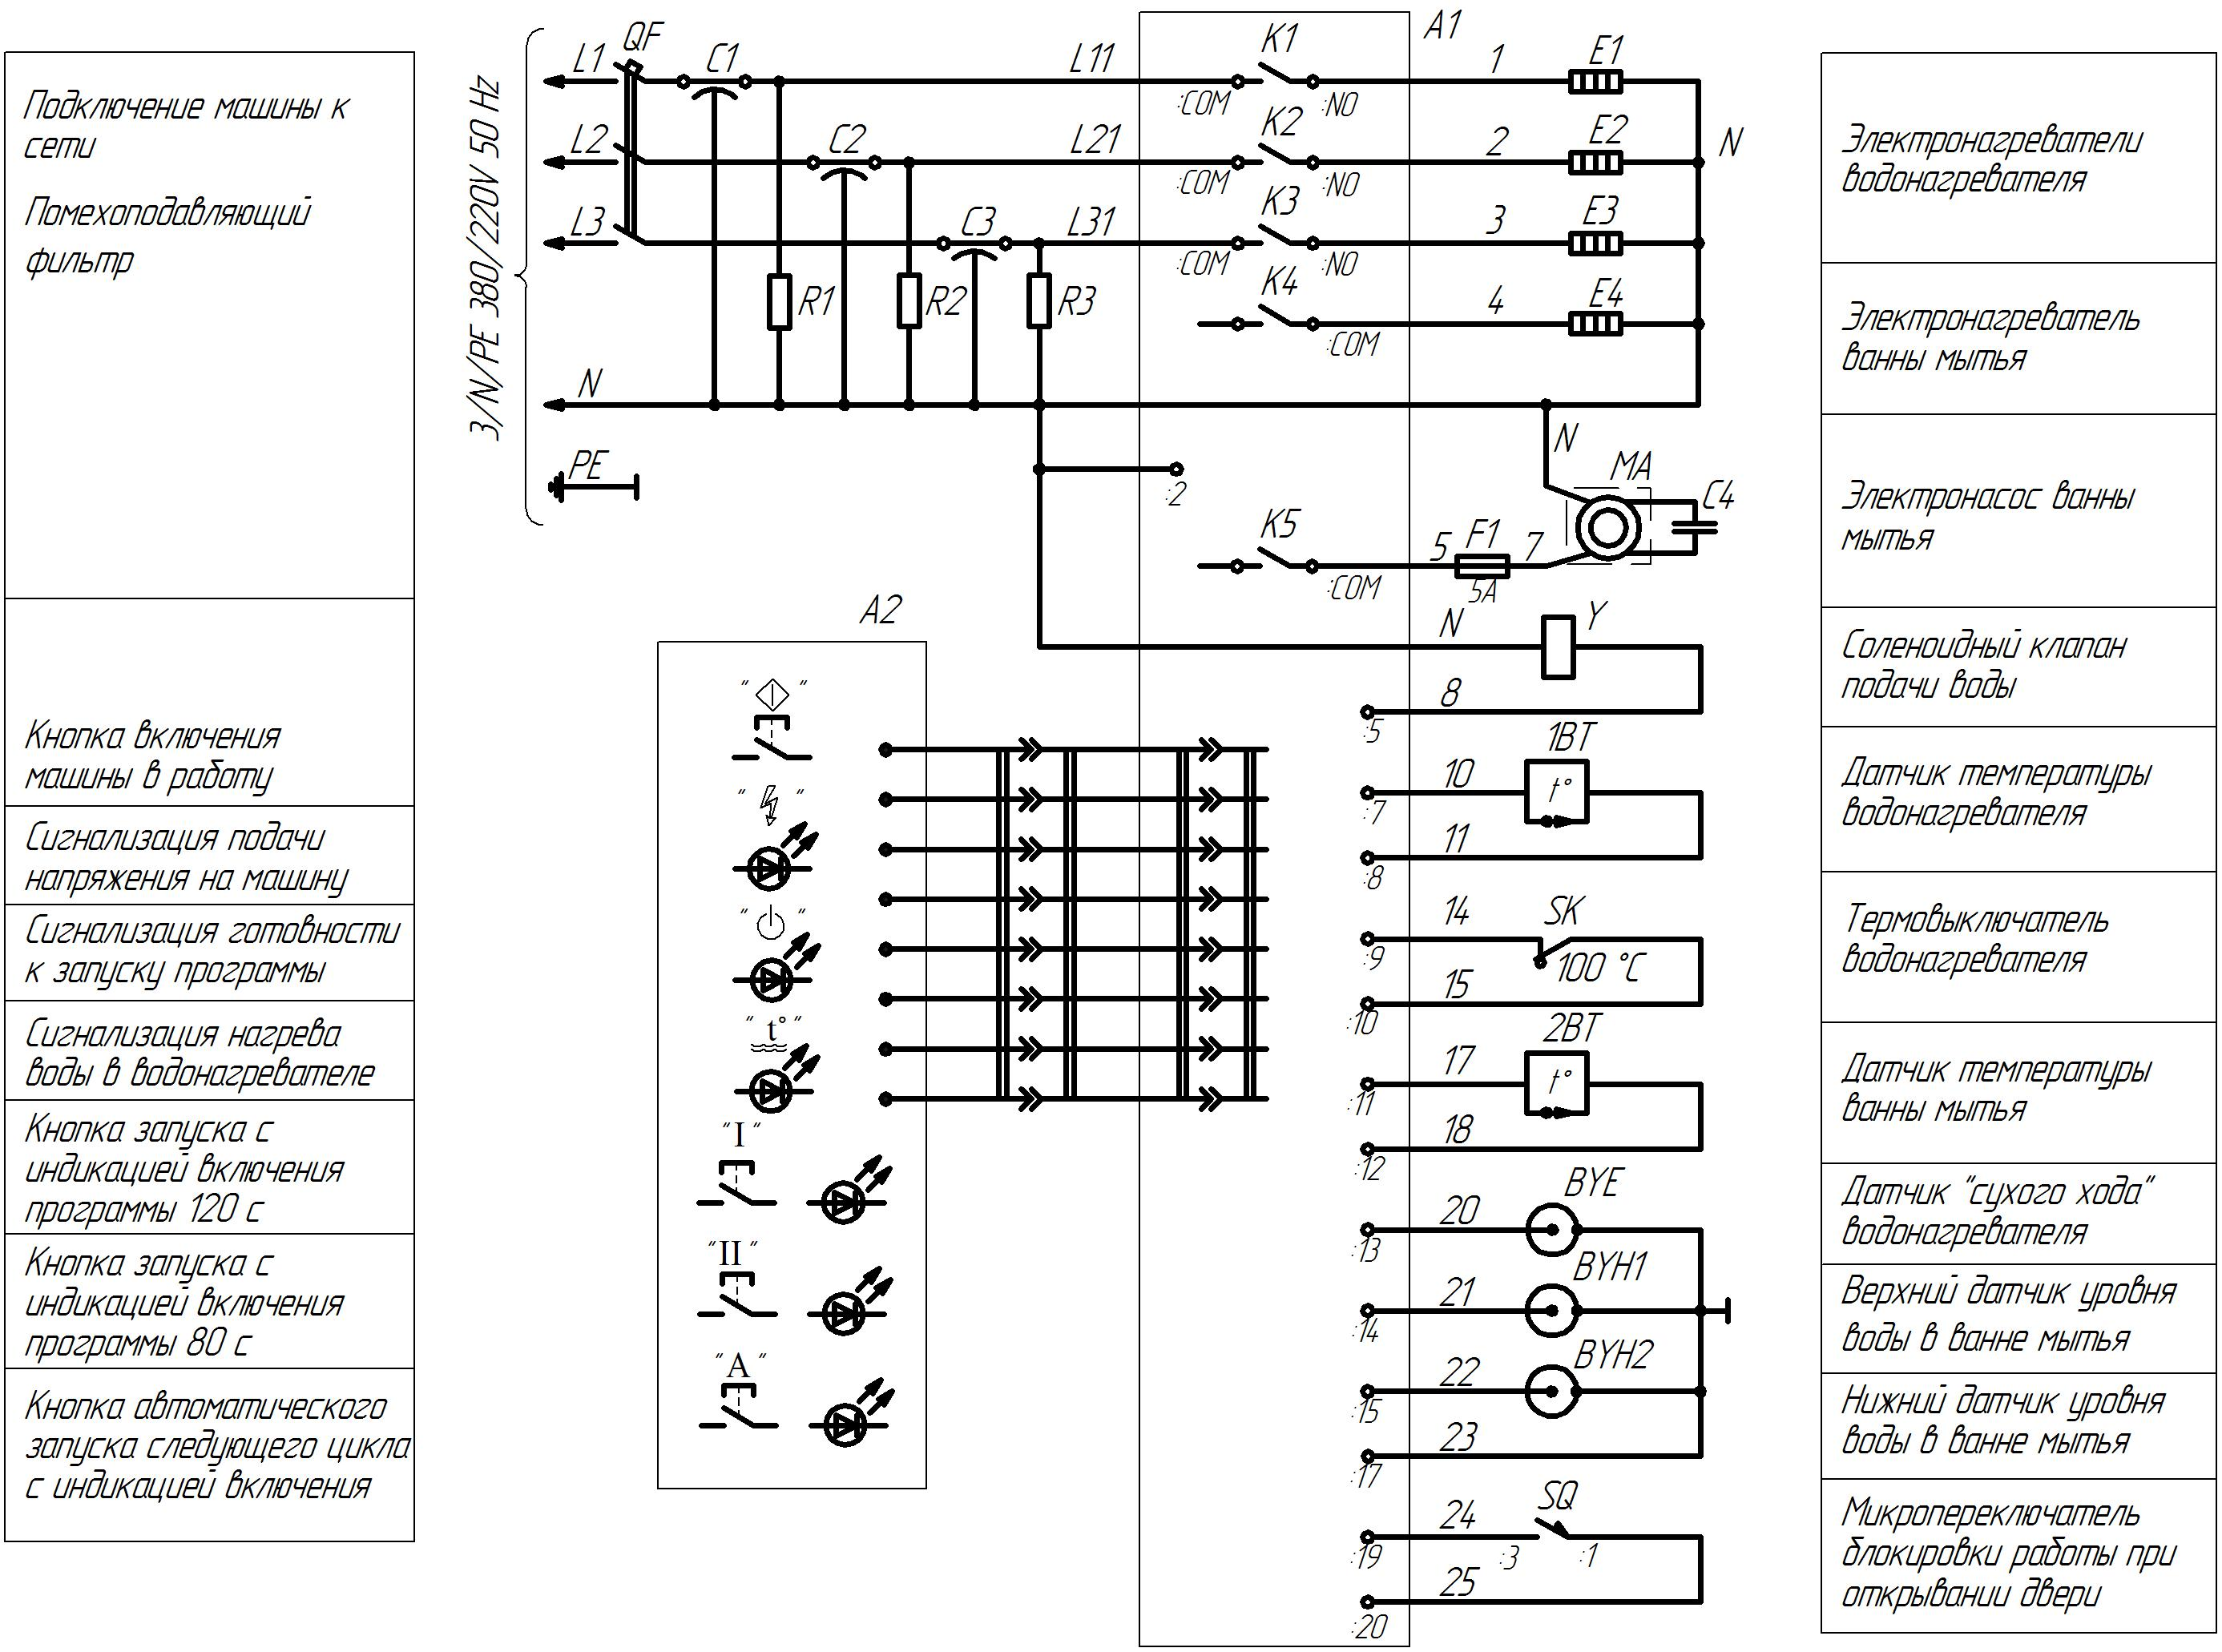 Подключение машины к
сети
Помехоподавляющий
фильтр
Кнопка включения
машины в работу
Сигнализация подачи
напряжения на машину
Сигнализация готовности
к запуску программы
Сигнализация нагрева
воды в водонагревателе
Кнопка запуска с
индикацией включения
программы 120 с
Кнопка запуска с
индикацией включения
программы 80 с
Кнопка автоматического
запуска следующего цикла
с индикацией включения
3/N/PE 380/220V 50 Hz
L1
QF
C1
L11
K1
:COM
:NO
A1
1
E1
L2
C2
L21
K2
:COM
:NO
2
E2
N
L3
C3
L31
K3
:COM
:NO
3
E3
R1
R2
R3
K4
:COM
4
E4
N
PE
:2
N
MA
C4
K5
:COM
5
F1
5A
7
A2
N
Y
8
:5
1BT
10
t°
:7
11
:8
14
SK
:9
100 °C
15
:10
2BT
17
t°
:11
18
:12
BYE
20
:13
BYH1
21
:14
BYH2
22
:15
23
:17
SQ
24
:19
:3
:1
25
:20
" "
" "
" "
"t°"
"I"
"II"
"A"
Электронагреватели
водонагревателя
Электронагреватель
ванны мытья
Электронасос ванны
мытья
Соленоидный клапан
подачи воды
Датчик температуры
водонагревателя
Термовыключатель
водонагревателя
Датчик температуры
ванны мытья
Датчик "сухого хода"
водонагревателя
Верхний датчик уровня
воды в ванне мытья
Нижний датчик уровня
воды в ванне мытья
Микропереключатель
блокировки работы при
открывании двери